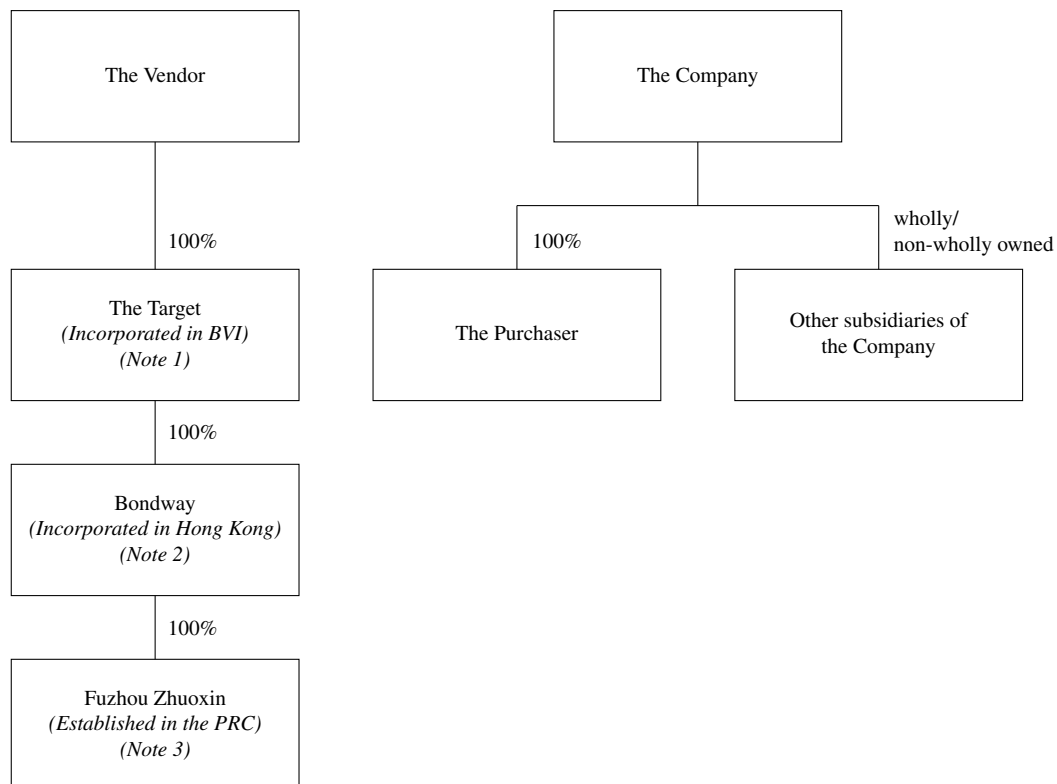 The Vendor
The Company
100%
100%
wholly/
non-wholly owned
The Target
(Incorporated in BVI)
(Note 1)
The Purchaser
Other subsidiaries of
the Company
100%
Bondway
(Incorporated in Hong Kong)
(Note 2)
100%
Fuzhou Zhuoxin
(Established in the PRC)
(Note 3)